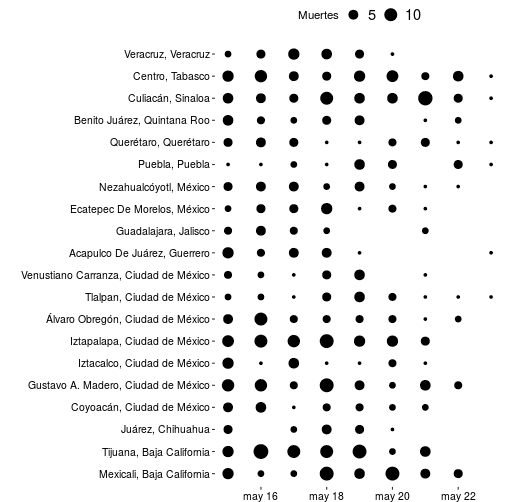 Muertes 5 10
Veracruz, Veracruz
Centro, Tabasco
Culiacán, Sinaloa
Benito Juárez, Quintana Roo
Querétaro, Querétaro
Puebla, Puebla
Nezahualcóyotl, México
Ecatepec De Morelos, México
Guadalajara, Jalisco
Acapulco De Juárez, Guerrero
Venustiano Carranza, Ciudad de México
Tlalpan, Ciudad de México
Álvaro Obregón, Ciudad de México
Iztapalapa, Ciudad de México
Iztacalco, Ciudad de México
Gustavo A. Madero, Ciudad de México
Coyoacán, Ciudad de México
Juárez, Chihuahua
Tijuana, Baja California
Mexicali, Baja California
may 16 may 18 may 20 may 22